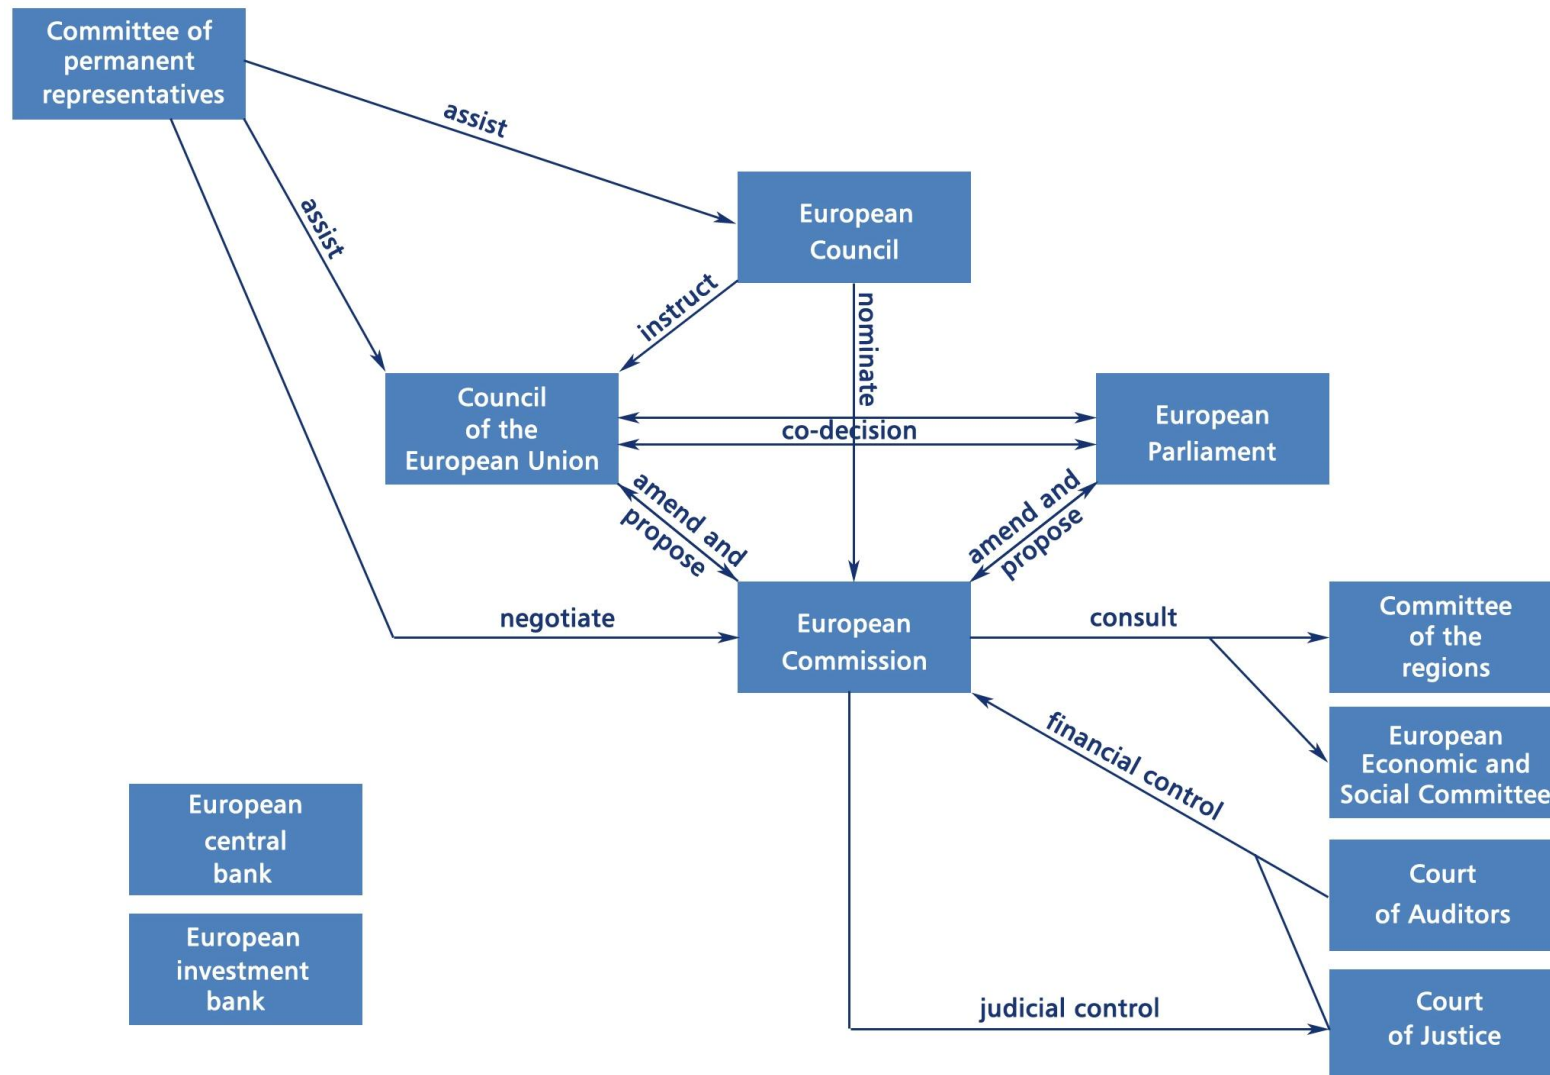 Committee of
permanent
representatives
assist
assist
European
Council
instruct
nominate
Council
of the
European Union
co-decision
European
Parliament
amend and
propose
amend and
propose
negotiate
European
Commission
consult
Committee
of the
regions
financial control
European
Economic and
Social Committee
European
central
bank
Court
of Auditors
European
investment
bank
judicial control
Court
of Justice